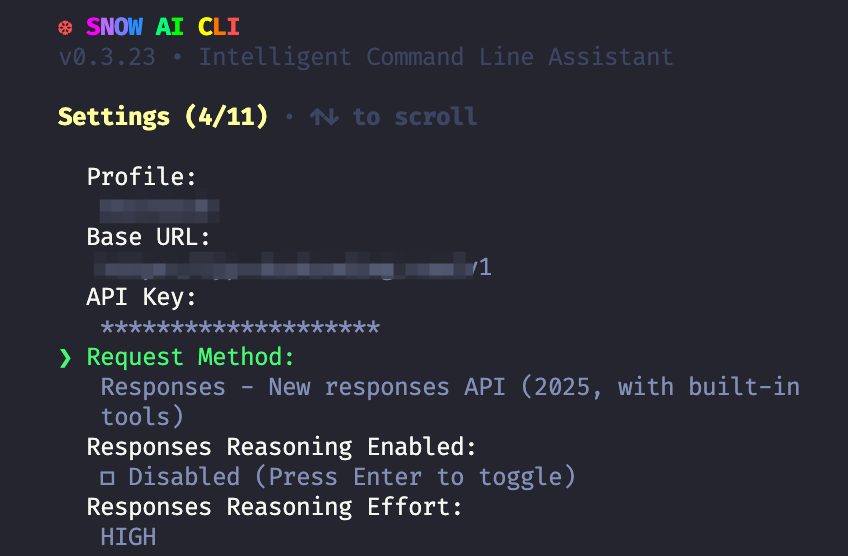 ❆ SNOW AI CLI
v0.3.23 • Intelligent Command Line Assistant
Settings (4/11) · ↑↓ to scroll
Profile:
Base URL:
v1
API Key:
********************
❯ Request Method:
Responses - New responses API (2025, with built-in
tools)
Responses Reasoning Enabled:
☐ Disabled (Press Enter to toggle)
Responses Reasoning Effort:
HIGH